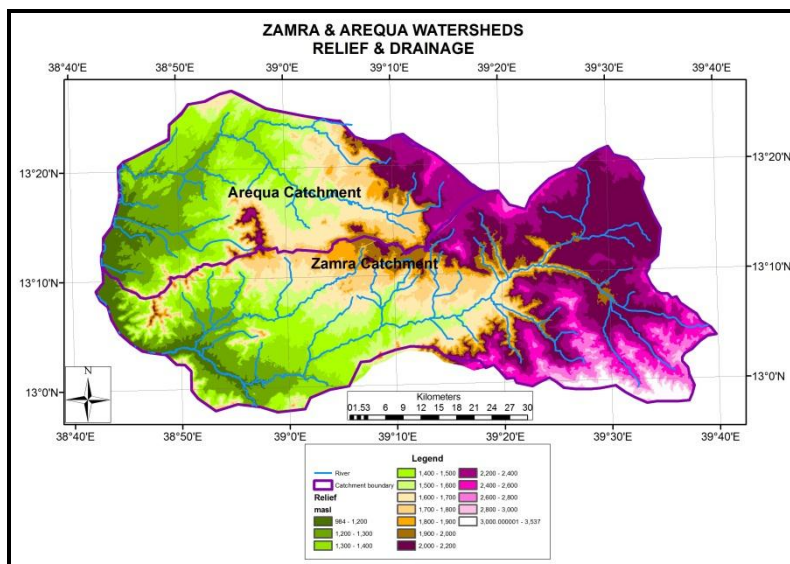 ZAMRA & AREQUA WATERSHEDS
RELIEF & DRAINAGE
38°40'E 38°50'E 39°0'E 39°10'E 39°20'E 39°30'E 39°40'E
13°20'N 13°20'N
Arequa Catchment
Zamra Catchment
13°10'N 13°10'N
13°0'N 13°0'N
N
Kilometers
0 1.5 3 6 9 12 15 18 21 24 27 30
38°40'E 38°50'E 39°0'E 39°10'E 39°20'E 39°30'E 39°40'E
Legend
River
Catchment boundary
Relief
masl
984 - 1,200
1,200 - 1,300
1,300 - 1,400
1,400 - 1,500
1,500 - 1,600
1,600 - 1,700
1,700 - 1,800
1,800 - 1,900
1,900 - 2,000
2,000 - 2,200
2,200 - 2,400
2,400 - 2,600
2,600 - 2,800
2,800 - 3,000
3,000.000001 - 3,537